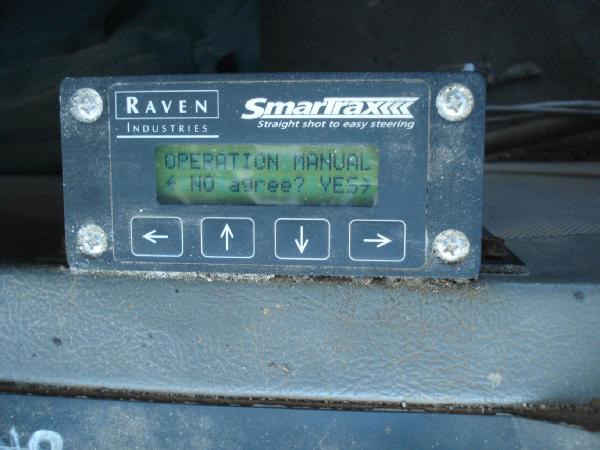 RAVEN
INDUSTRIES
SMARTRAX
Straight shot to easy steering
OPERATION MANUAL
← NO agree? YES→
←
↑
↓
→